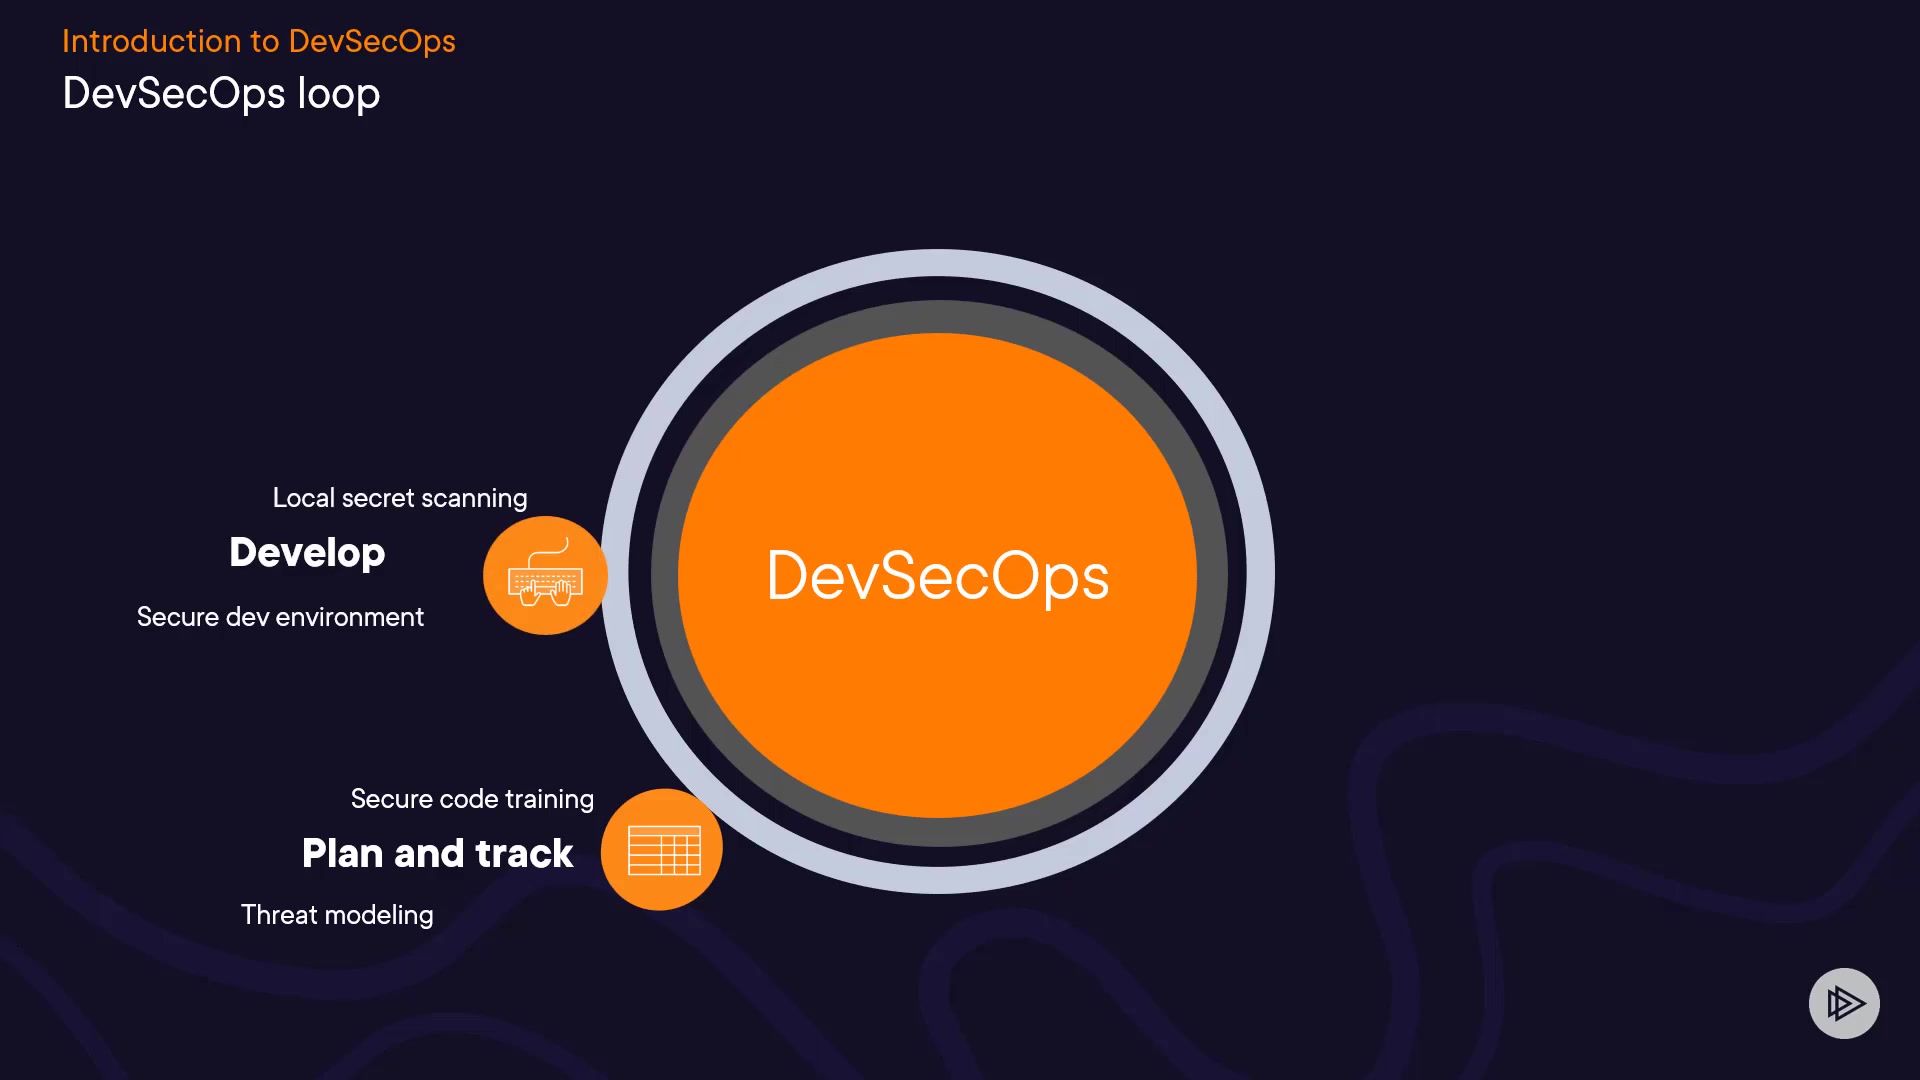 Introduction to DevSecOps
DevSecOps loop
Local secret scanning
Develop
Secure dev environment
DevSecOps
Secure code training
Plan and track
Threat modeling